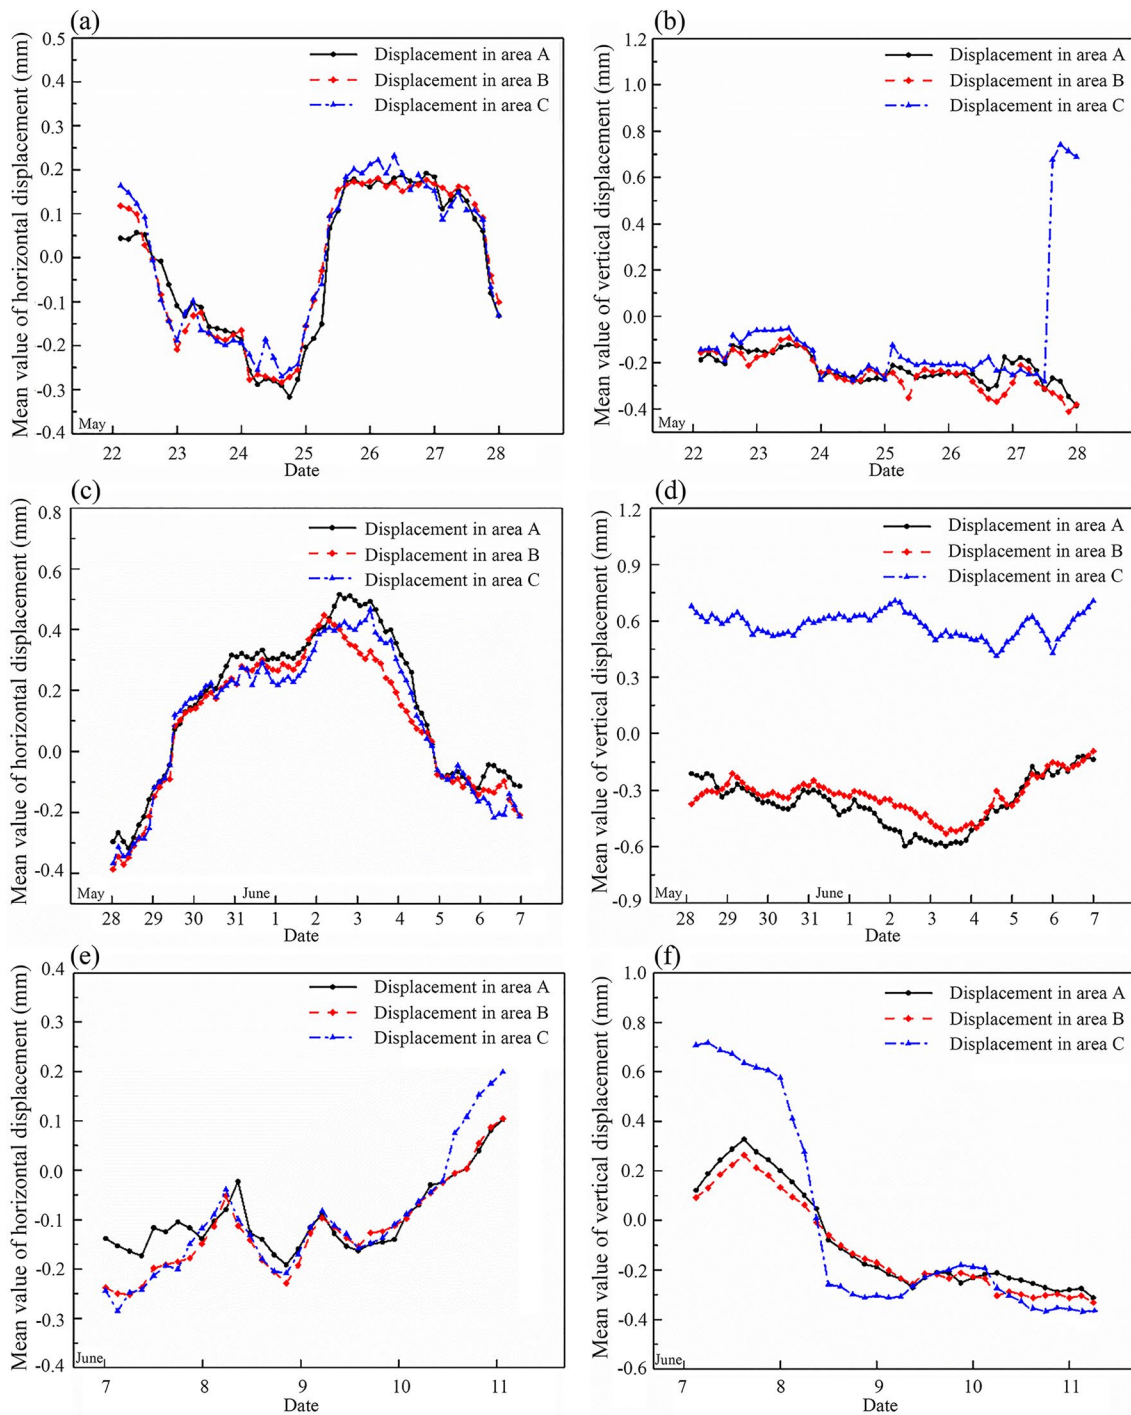 (a)
Mean value of horizontal displacement (mm)
0.5
0.4
0.3
0.2
0.1
0.0
-0.1
-0.2
-0.3
-0.4
Displacement in area A
Displacement in area B
Displacement in area C
May
22 23 24 25 26 27 28
Date
(b)
Mean value of vertical displacement (mm)
1.2
1.0
0.8
0.6
0.4
0.2
0.0
-0.2
-0.4
Displacement in area A
Displacement in area B
Displacement in area C
May
22 23 24 25 26 27 28
Date
(c)
Mean value of horizontal displacement (mm)
0.8
0.6
0.4
0.2
0.0
-0.2
-0.4
Displacement in area A
Displacement in area B
Displacement in area C
May June
28 29 30 31 1 2 3 4 5 6 7
Date
(d)
Mean value of vertical displacement (mm)
1.2
0.9
0.6
0.3
0.0
-0.3
-0.6
-0.9
Displacement in area A
Displacement in area B
Displacement in area C
May June
28 29 30 31 1 2 3 4 5 6 7
Date
(e)
Mean value of horizontal displacement (mm)
0.4
0.3
0.2
0.1
0.0
-0.1
-0.2
-0.3
-0.4
Displacement in area A
Displacement in area B
Displacement in area C
June
7 8 9 10 11
Date
(f)
Mean value of vertical displacement (mm)
1.0
0.8
0.6
0.4
0.2
0.0
-0.2
-0.4
-0.6
Displacement in area A
Displacement in area B
Displacement in area C
June
7 8 9 10 11
Date